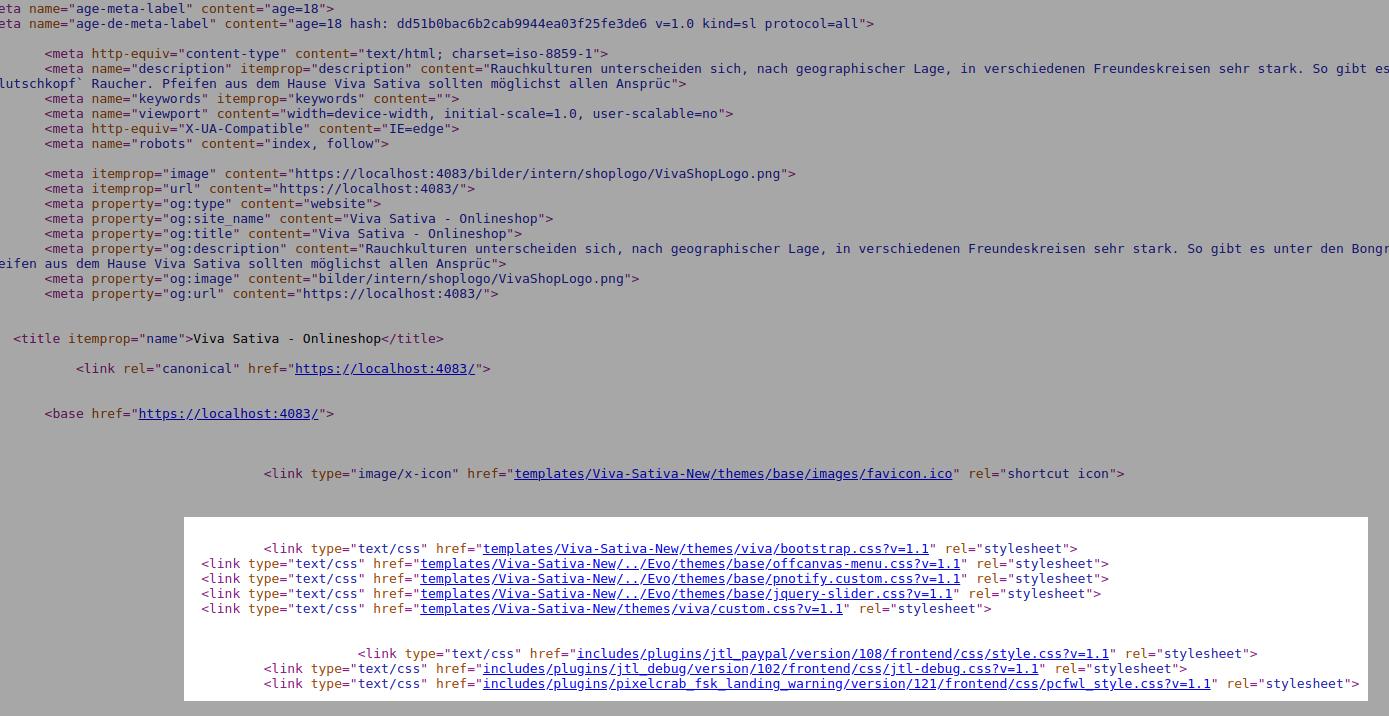 eta name="age-meta-label" content="age=18">
eta name="age-de-meta-label" content="age=18 hash: dd51b0bac6b2cab9944ea03f25fe3de6 v=1.0 kind=sl protocol=all">
<meta http-equiv="content-type" content="text/html; charset=iso-8859-1">
<meta name="description" itemprop="description" content="Rauchkulturen unterscheiden sich, nach geographischer Lage, in verschiedenen Freundeskreisen sehr stark. So gibt es
lutschkopf` Raucher. Pfeifen aus dem Hause Viva Sativa sollten möglichst allen Ansprüc">
<meta name="keywords" itemprop="keywords" content="">
<meta name="viewport" content="width=device-width, initial-scale=1.0, user-scalable=no">
<meta http-equiv="X-UA-Compatible" content="IE=edge">
<meta name="robots" content="index, follow">
<meta itemprop="image" content="https://localhost:4083/bilder/intern/shoplogo/VivaShopLogo.png">
<meta itemprop="url" content="https://localhost:4083/">
<meta property="og:type" content="website">
<meta property="og:site_name" content="Viva Sativa - Onlineshop">
<meta property="og:title" content="Viva Sativa - Onlineshop">
<meta property="og:description" content="Rauchkulturen unterscheiden sich, nach geographischer Lage, in verschiedenen Freundeskreisen sehr stark. So gibt es unter den Bongr
eifen aus dem Hause Viva Sativa sollten möglichst allen Ansprüc">
<meta property="og:image" content="bilder/intern/shoplogo/VivaShopLogo.png">
<meta property="og:url" content="https://localhost:4083/">
<title itemprop="name">Viva Sativa - Onlineshop</title>
<link rel="canonical" href="https://localhost:4083/">
<base href="https://localhost:4083/">
<link type="image/x-icon" href="templates/Viva-Sativa-New/themes/base/images/favicon.ico" rel="shortcut icon">
<link type="text/css" href="templates/Viva-Sativa-New/themes/viva/bootstrap.css?v=1.1" rel="stylesheet">
<link type="text/css" href="templates/Viva-Sativa-New/../Evo/themes/base/offcanvas-menu.css?v=1.1" rel="stylesheet">
<link type="text/css" href="templates/Viva-Sativa-New/../Evo/themes/base/pnotify.custom.css?v=1.1" rel="stylesheet">
<link type="text/css" href="templates/Viva-Sativa-New/../Evo/themes/base/jquery-slider.css?v=1.1" rel="stylesheet">
<link type="text/css" href="templates/Viva-Sativa-New/themes/viva/custom.css?v=1.1" rel="stylesheet">
<link type="text/css" href="includes/plugins/jtl_paypal/version/108/frontend/css/style.css?v=1.1" rel="stylesheet">
<link type="text/css" href="includes/plugins/jtl_debug/version/102/frontend/css/jtl-debug.css?v=1.1" rel="stylesheet">
<link type="text/css" href="includes/plugins/pixelcrab_fsk_landing_warning/version/121/frontend/css/pcfwl_style.css?v=1.1" rel="stylesheet">